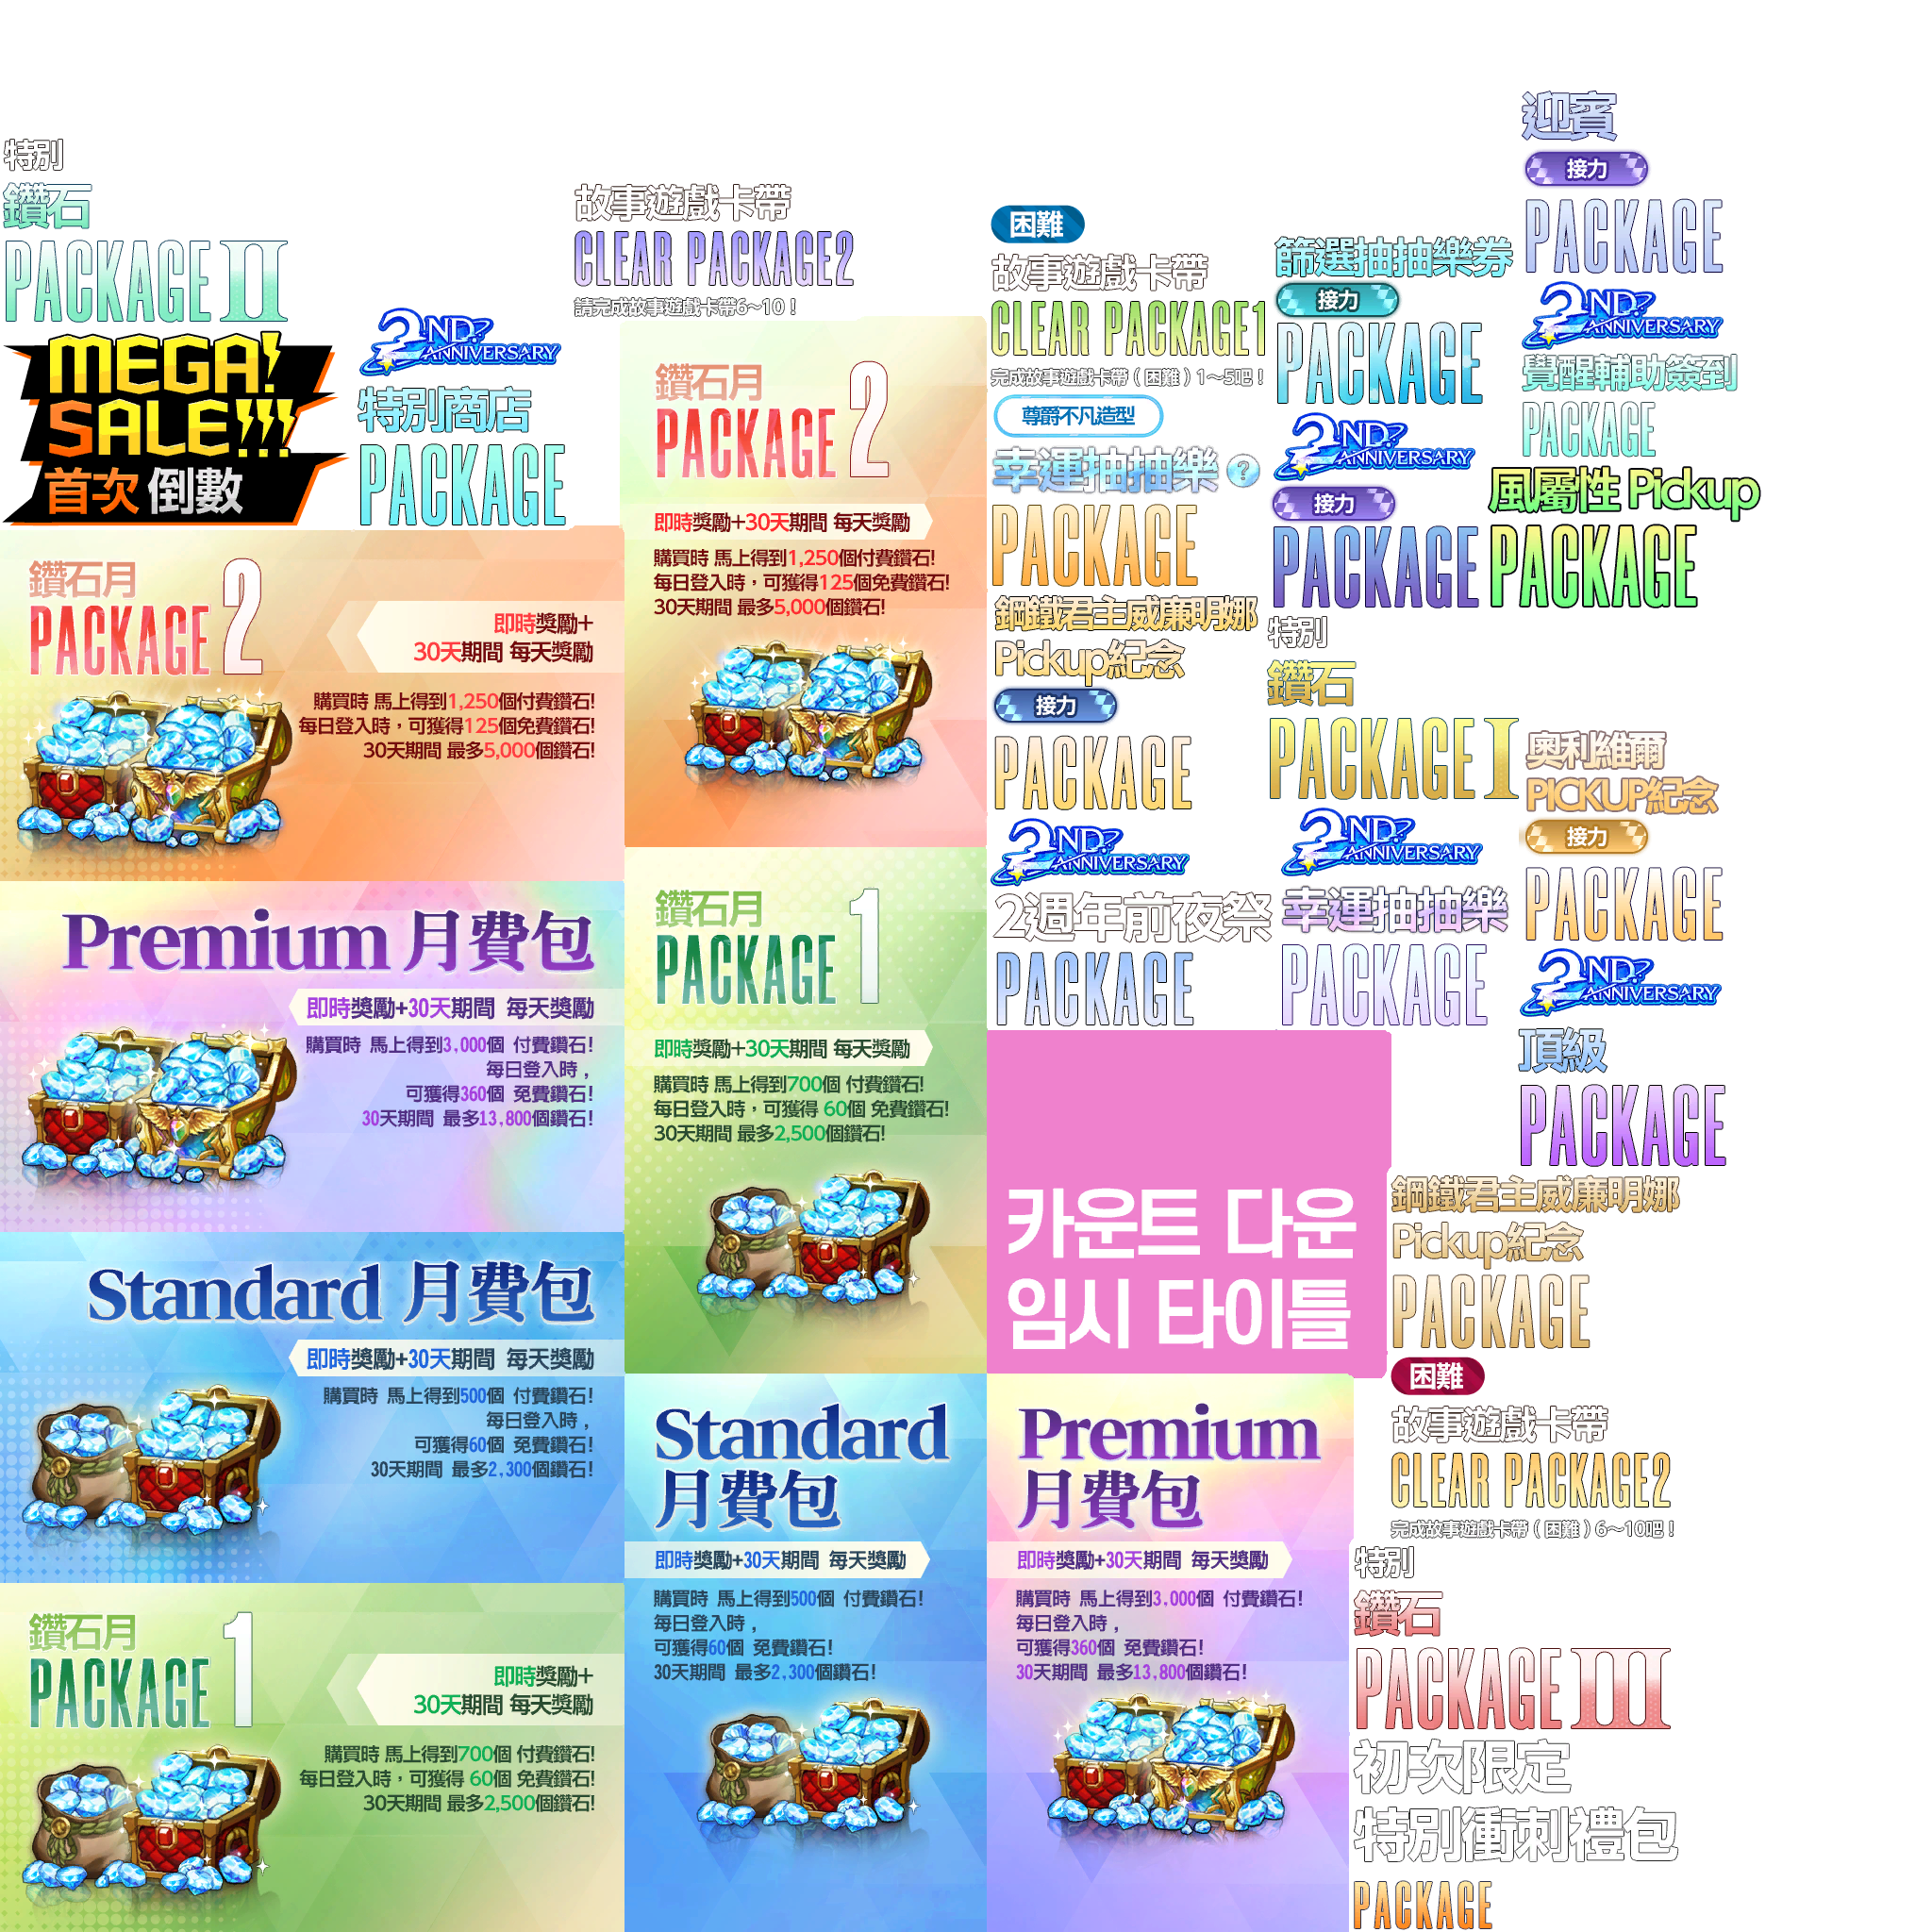 特別
鑽石
PACKAGE II
MEGA!
SALE!!!
首次 倒數
2ND
ANNIVERSARY
特別商店
PACKAGE
故事遊戲卡帶
CLEAR PACKAGE2
請完成故事遊戲卡帶6～10！
鑽石月
PACKAGE 2
即時獎勵+
30天期間 每天獎勵
購買時 馬上得到1,250個付費鑽石!
每日登入時，可獲得125個免費鑽石!
30天期間 最多5,000個鑽石!
Premium 月費包
即時獎勵+30天期間 每天獎勵
購買時 馬上得到3,000個 付費鑽石!
每日登入時,
可獲得360個 免費鑽石!
30天期間 最多13,800個鑽石!
Standard 月費包
即時獎勵+30天期間 每天獎勵
購買時 馬上得到500個 付費鑽石!
每日登入時,
可獲得60個 免費鑽石!
30天期間 最多2,300個鑽石!
鑽石月
PACKAGE 1
即時獎勵+
30天期間 每天獎勵
購買時 馬上得到700個 付費鑽石!
每日登入時，可獲得 60個 免費鑽石!
30天期間 最多2,500個鑽石!
鑽石月
PACKAGE 2
即時獎勵+30天期間 每天獎勵
購買時 馬上得到1,250個付費鑽石!
每日登入時，可獲得125個免費鑽石!
30天期間 最多5,000個鑽石!
鑽石月
PACKAGE 1
即時獎勵+30天期間 每天獎勵
購買時 馬上得到700個 付費鑽石!
每日登入時，可獲得 60個 免費鑽石!
30天期間 最多2,500個鑽石!
Standard
月費包
即時獎勵+30天期間 每天獎勵
購買時 馬上得到500個 付費鑽石!
每日登入時,
可獲得60個 免費鑽石!
30天期間 最多2,300個鑽石!
困難
故事遊戲卡帶
CLEAR PACKAGE1
完成故事遊戲卡帶（困難）1～5吧！
尊爵不凡造型
幸運抽抽樂 ?
PACKAGE
鋼鐵君主威廉明娜
Pickup紀念
接力
PACKAGE
2ND
ANNIVERSARY
2週年前夜祭
PACKAGE
카운트 다운
임시 타이틀
Premium
月費包
即時獎勵+30天期間 每天獎勵
購買時 馬上得到3,000個 付費鑽石!
每日登入時,
可獲得360個 免費鑽石!
30天期間 最多13,800個鑽石!
篩選抽抽樂券
接力
PACKAGE
2ND
ANNIVERSARY
接力
PACKAGE
特別
鑽石
PACKAGE I
2ND
ANNIVERSARY
幸運抽抽樂
PACKAGE
迎賓
接力
PACKAGE
2ND
ANNIVERSARY
覺醒輔助簽到
PACKAGE
風屬性 Pickup
PACKAGE
奧利維爾
PICKUP紀念
接力
PACKAGE
2ND
ANNIVERSARY
頂級
PACKAGE
鋼鐵君主威廉明娜
Pickup紀念
PACKAGE
困難
故事遊戲卡帶
CLEAR PACKAGE2
完成故事遊戲卡帶（困難）6～10吧！
特別
鑽石
PACKAGE III
初次限定
特別衝刺禮包
PACKAGE